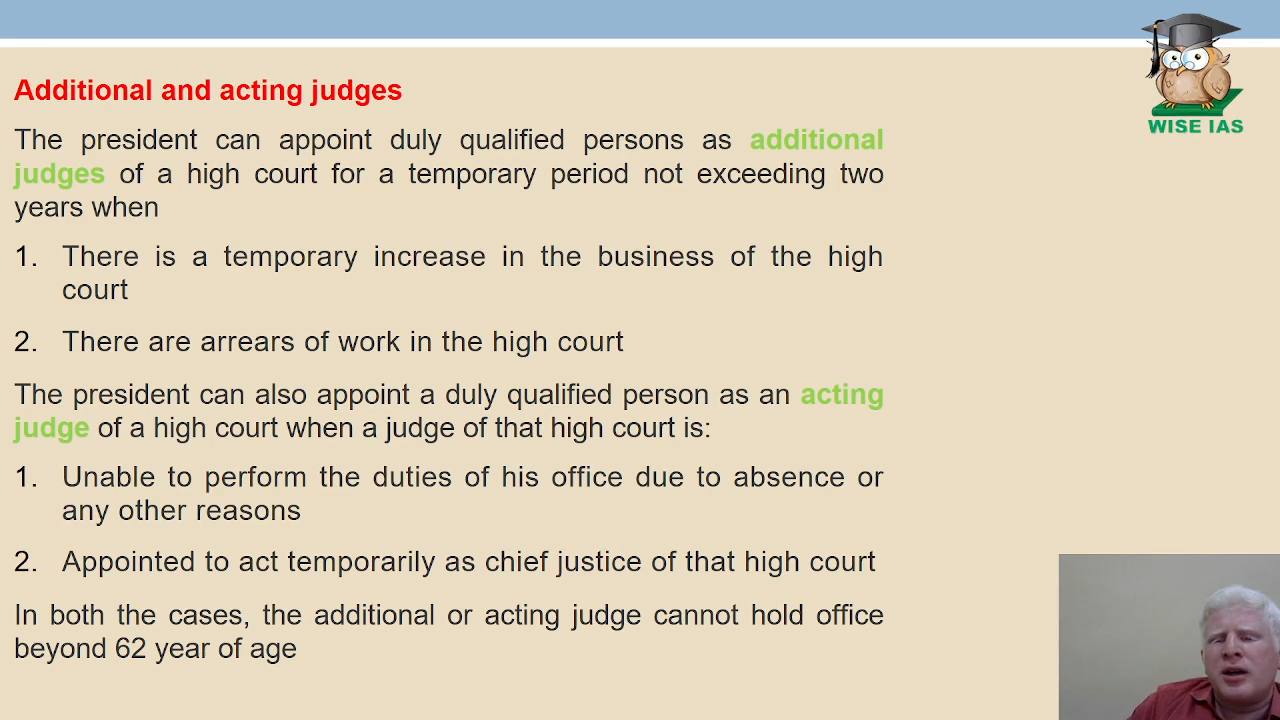 WISE IAS
Additional and acting judges
The president can appoint duly qualified persons as additional
judges of a high court for a temporary period not exceeding two
years when
1. There is a temporary increase in the business of the high
court
2. There are arrears of work in the high court
The president can also appoint a duly qualified person as an acting
judge of a high court when a judge of that high court is:
1. Unable to perform the duties of his office due to absence or
any other reasons
2. Appointed to act temporarily as chief justice of that high court
In both the cases, the additional or acting judge cannot hold office
beyond 62 year of age